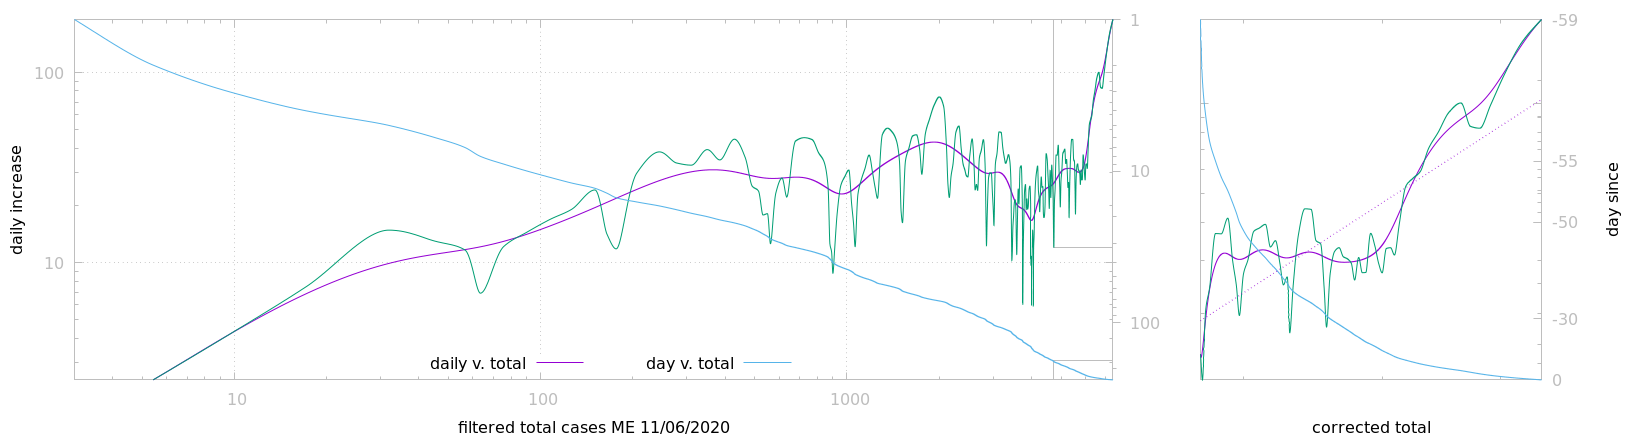 100
10
daily increase
daily v. total
day v. total
10
100
1000
filtered total cases ME 11/06/2020
1
10
100
-59
-55
-50
-30
0
day since
corrected total